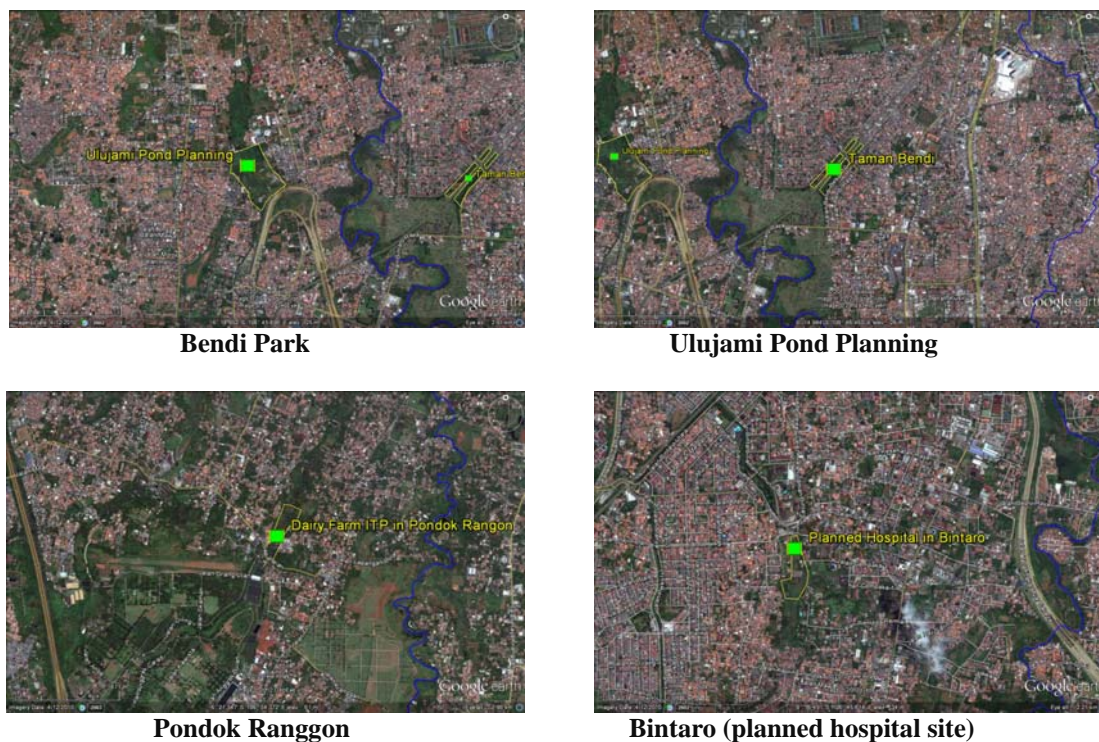 Ulujami Pond Planning
Taman Ben
Google earth
Bendi Park
Ulujami Pond Planning
Taman Bendi
Google earth
Ulujami Pond Planning
Dairy Farm ITP in Pondok Rangon
Google earth
Pondok Ranggon
Planned Hospital in Bintaro
Google earth
Bintaro (planned hospital site)